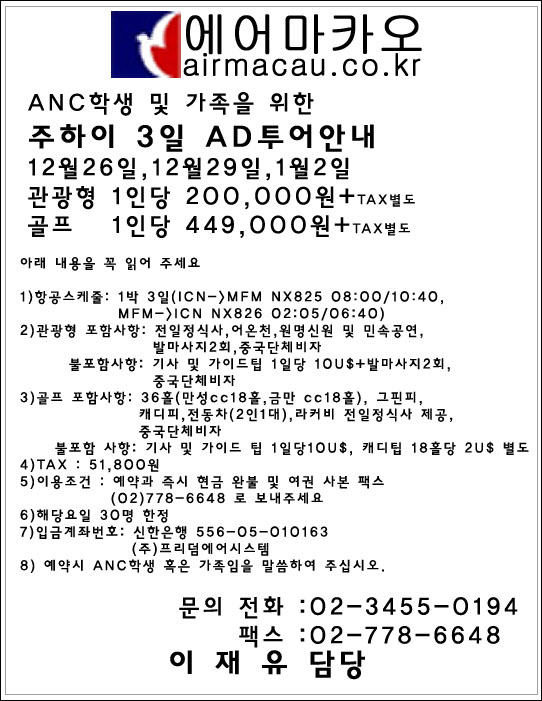 에어마카오
airmacau.co.kr
ANC학생 및 가족을 위한
주하이 3일 AD투어안내
12월26일,12월29일,1월2일
관광형 1인당 200,000원+TAX별도
골프 1인당 449,000원+TAX별도
아래 내용을 꼭 읽어 주세요
1)항공스케줄: 1박 3일(ICN->MFM NX825 08:00/10:40,
MFM->ICN NX826 02:05/06:40)
2)관광형 포함사항: 전일정식사,어온천,원명신원 및 민속공연,
발마사지2회,중국단체비자
불포함사항: 기사 및 가이드팁 1일당 10U$+발마사지2회,
중국단체비자
3)골프 포함사항: 36홀(만성cc18홀,금만 cc18홀), 그핀피,
캐디피,전동차(2인1대),라커비 전일정식사 제공,
중국단체비자
불포함 사항: 기사 및 가이드 팁 1일당10U$, 캐디팁 18홀당 2U$ 별도
4)TAX : 51,800원
5)이용조건 : 예약과 즉시 현금 완불 및 여권 사본 팩스
(02)778-6648 로 보내주세요
6)해당요일 30명 한정
7)입금계좌번호: 신한은행 556-05-010163
(주)프리덤에어시스템
8) 예약시 ANC학생 혹은 가족임을 말씀하여 주십시오.
문의 전화 :02-3455-0194
팩스 :02-778-6648
이 재 유 담당